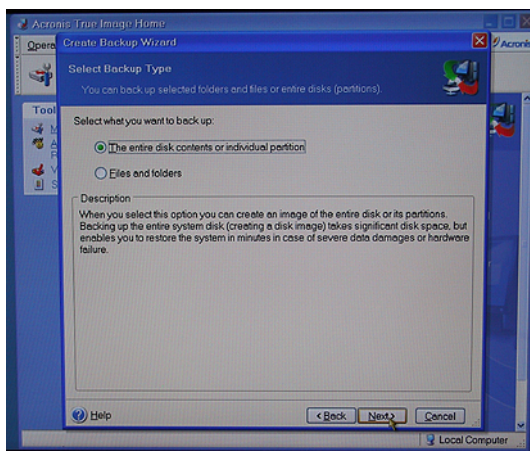 Acronis True Image Home
Opera
Acronis
Create Backup Wizard
Select Backup Type
You can back up selected folders and files or entire disks (partitions).
Tool
Select what you want to back up:
The entire disk contents or individual partition
Files and folders
Description
When you select this option you can create an image of the entire disk or its partitions.
Backing up the entire system disk (creating a disk image) takes significant disk space, but
enables you to restore the system in minutes in case of severe data damages or hardware
failure.
Help
< Back
Next >
Cancel
Local Computer